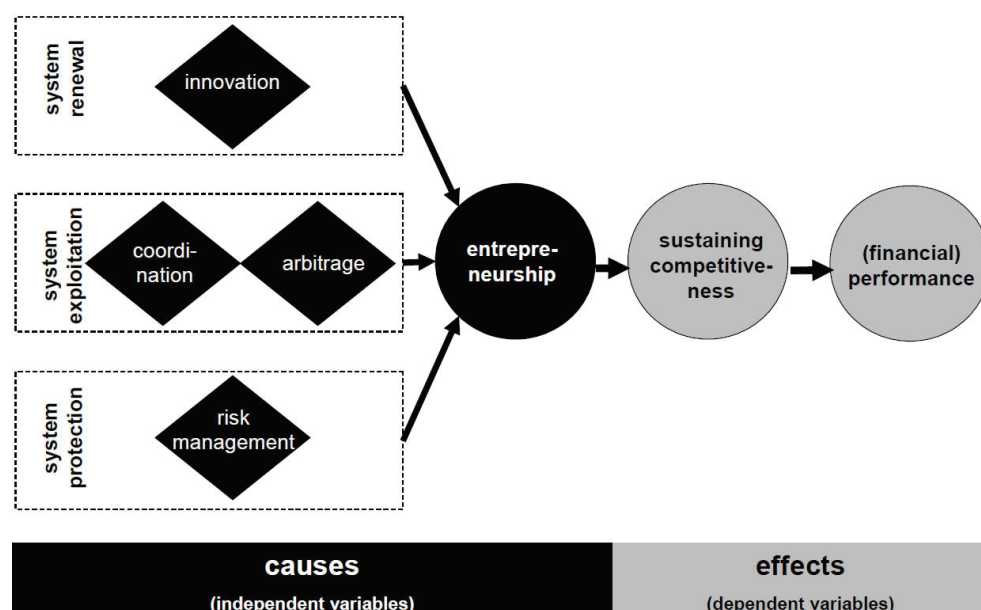 system
renewal
innovation
system
exploitation
coordi-
nation
arbitrage
system
protection
risk
management
entrepre-
neurship
sustaining
competitive-
ness
(financial)
performance
causes
(independent variables)
effects
(dependent variables)